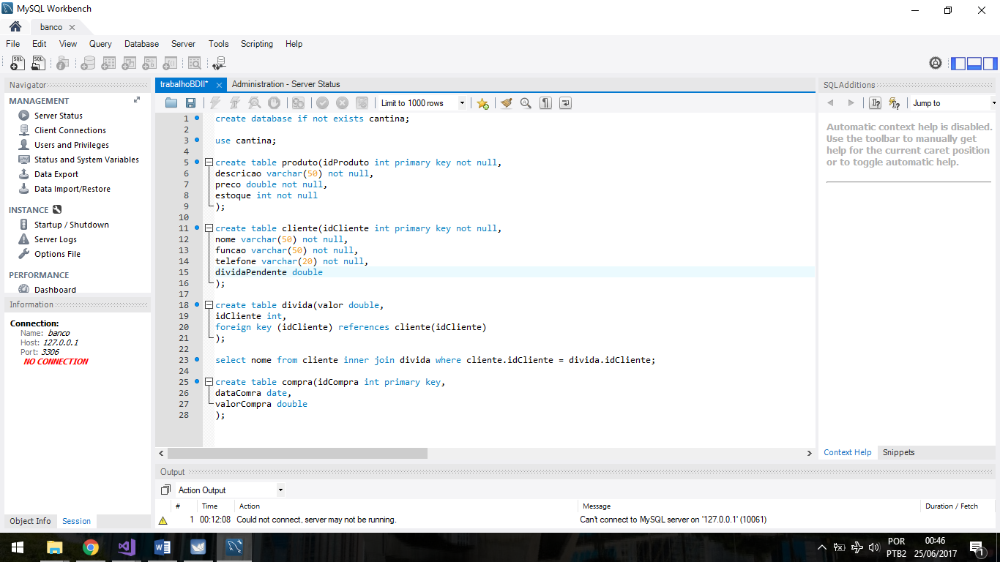 MySQL Workbench
banco
File Edit View Query Database Server Tools Scripting Help
Navigator
MANAGEMENT
Server Status
Client Connections
Users and Privileges
Status and System Variables
Data Export
Data Import/Restore
INSTANCE
Startup / Shutdown
Server Logs
Options File
PERFORMANCE
Dashboard
Information
Connection:
Name: banco
Host: 127.0.0.1
Port: 3306
NO CONNECTION
Object Info Session
trabalhoBDII* Administration - Server Status
Limit to 1000 rows
1 create database if not exists cantina;
2
3 use cantina;
4
5 create table produto(idProduto int primary key not null,
6 descricao varchar(50) not null,
7 preco double not null,
8 estoque int not null
9 );
10
11 create table cliente(idCliente int primary key not null,
12 nome varchar(50) not null,
13 funcao varchar(50) not null,
14 telefone varchar(20) not null,
15 dividaPendente double
16 );
17
18 create table divida(valor double,
19 idCliente int,
20 foreign key (idCliente) references cliente(idCliente)
21 );
22
23 select nome from cliente inner join divida where cliente.idCliente = divida.idCliente;
24
25 create table compra(idCompra int primary key,
26 dataComra date,
27 valorCompra double
28 );
SQL Additions
Jump to
Automatic context help is disabled.
Use the toolbar to manually get
help for the current caret position
or to toggle automatic help.
Context Help Snippets
Output
Action Output
# Time Action Message Duration / Fetch
1 00:12:08 Could not connect, server may not be running. Can't connect to MySQL server on '127.0.0.1' (10061)
POR 00:46
PTB2 25/06/2017
1